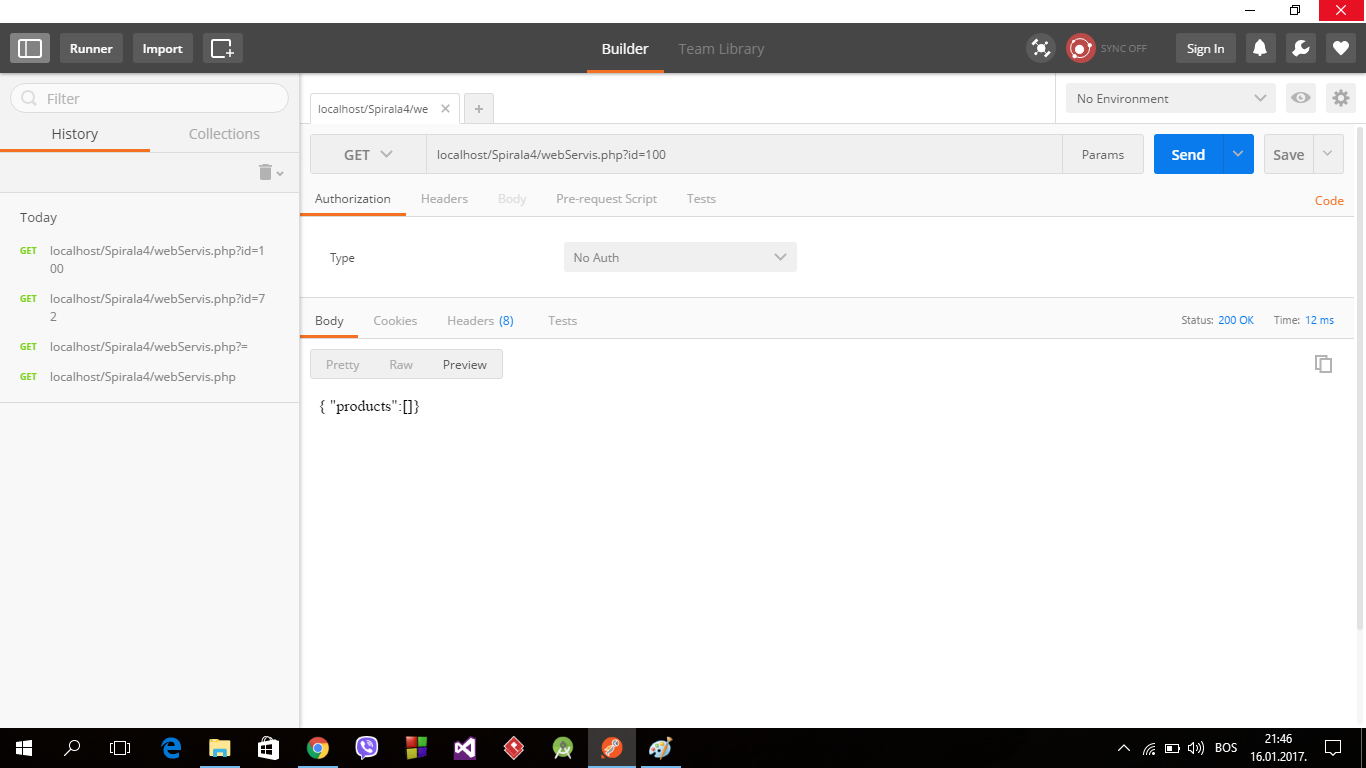 Runner
Import
Builder
Team Library
SYNC OFF
Sign In
Filter
History
Collections
Today
GET localhost/Spirala4/webServis.php?id=1
00
GET localhost/Spirala4/webServis.php?id=7
2
GET localhost/Spirala4/webServis.php?=
GET localhost/Spirala4/webServis.php
localhost/Spirala4/we
No Environment
GET
localhost/Spirala4/webServis.php?id=100
Params
Send
Save
Authorization
Headers
Body
Pre-request Script
Tests
Code
Type
No Auth
Body
Cookies
Headers (8)
Tests
Status: 200 OK
Time: 12 ms
Pretty
Raw
Preview
{ "products":[]}
BOS
21:46
16.01.2017.